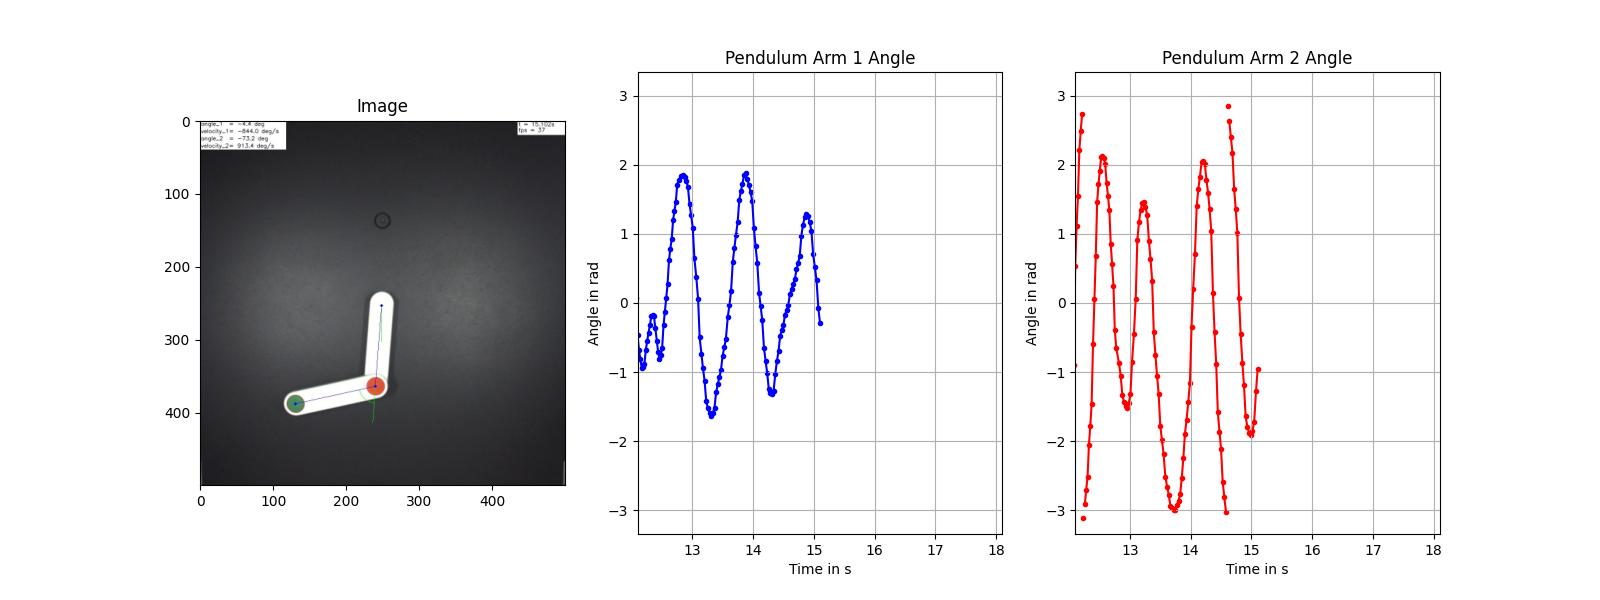 Image
angle_1 = -4.4 deg
velocity_1= -844.0 deg/s
angle_2 = -73.2 deg
velocity_2= 913.4 deg/s
t = 15.102s
fps = 37
0
100
200
300
400
0 100 200 300 400
Pendulum Arm 1 Angle
Angle in rad
3
2
1
0
−1
−2
−3
13 14 15 16 17 18
Time in s
Pendulum Arm 2 Angle
Angle in rad
3
2
1
0
−1
−2
−3
13 14 15 16 17 18
Time in s